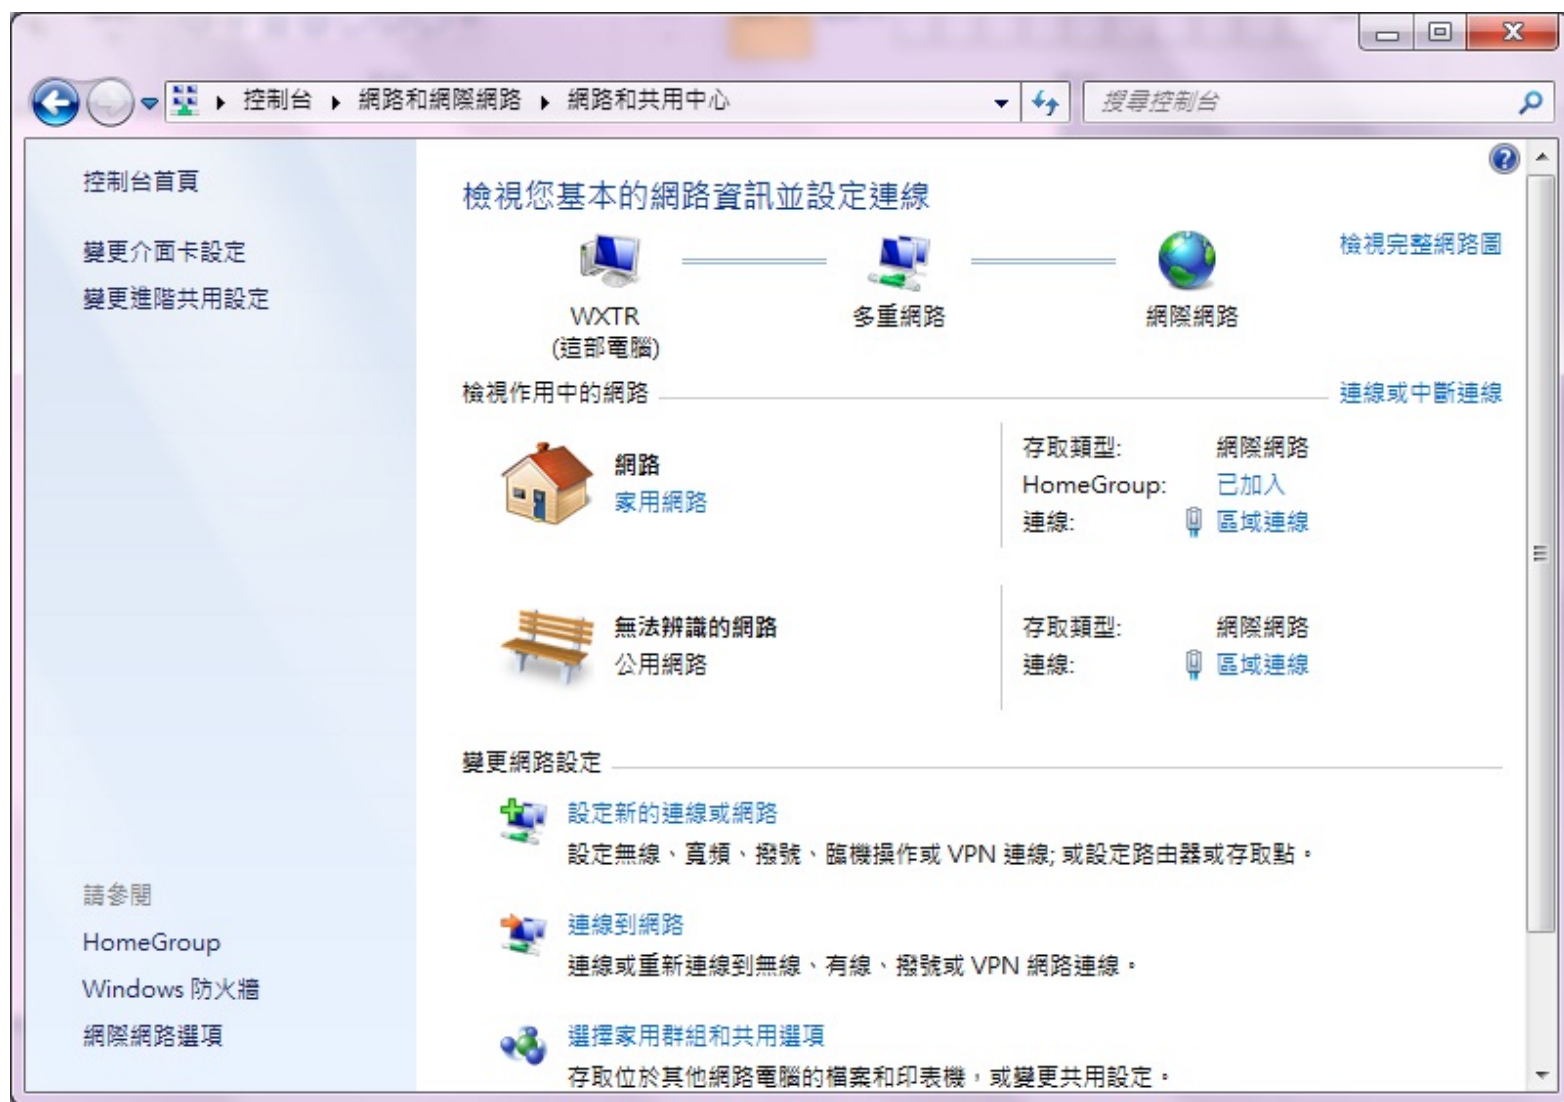 控制台 ▸ 網路和網際網路 ▸ 網路和共用中心
搜尋控制台
控制台首頁
變更介面卡設定
變更進階共用設定
請參閱
HomeGroup
Windows 防火牆
網際網路選項
檢視您基本的網路資訊並設定連線
檢視完整網路圖
WXTR
(這部電腦)
多重網路
網際網路
檢視作用中的網路
連線或中斷連線
網路
家用網路
存取類型: 網際網路
HomeGroup: 已加入
連線: 區域連線
無法辨識的網路
公用網路
存取類型: 網際網路
連線: 區域連線
變更網路設定
設定新的連線或網路
設定無線、寬頻、撥號、臨機操作或 VPN 連線; 或設定路由器或存取點。
連線到網路
連線或重新連線到無線、有線、撥號或 VPN 網路連線。
選擇家用群組和共用選項
存取位於其他網路電腦的檔案和印表機，或變更共用設定。